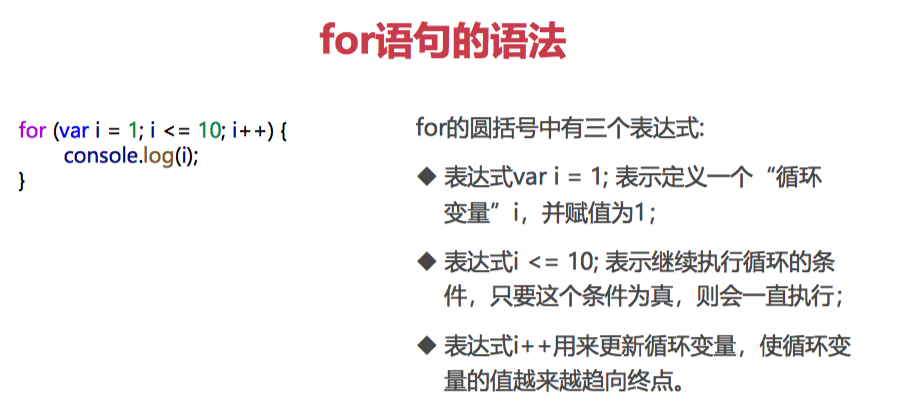 for语句的语法
for (var i = 1; i <= 10; i++) {
console.log(i);
}
for的圆括号中有三个表达式:
◆ 表达式var i = 1; 表示定义一个“循环
变量”i，并赋值为1；
◆ 表达式i <= 10; 表示继续执行循环的条
件，只要这个条件为真，则会一直执行；
◆ 表达式i++用来更新循环变量，使循环变
量的值越来越趋向终点。